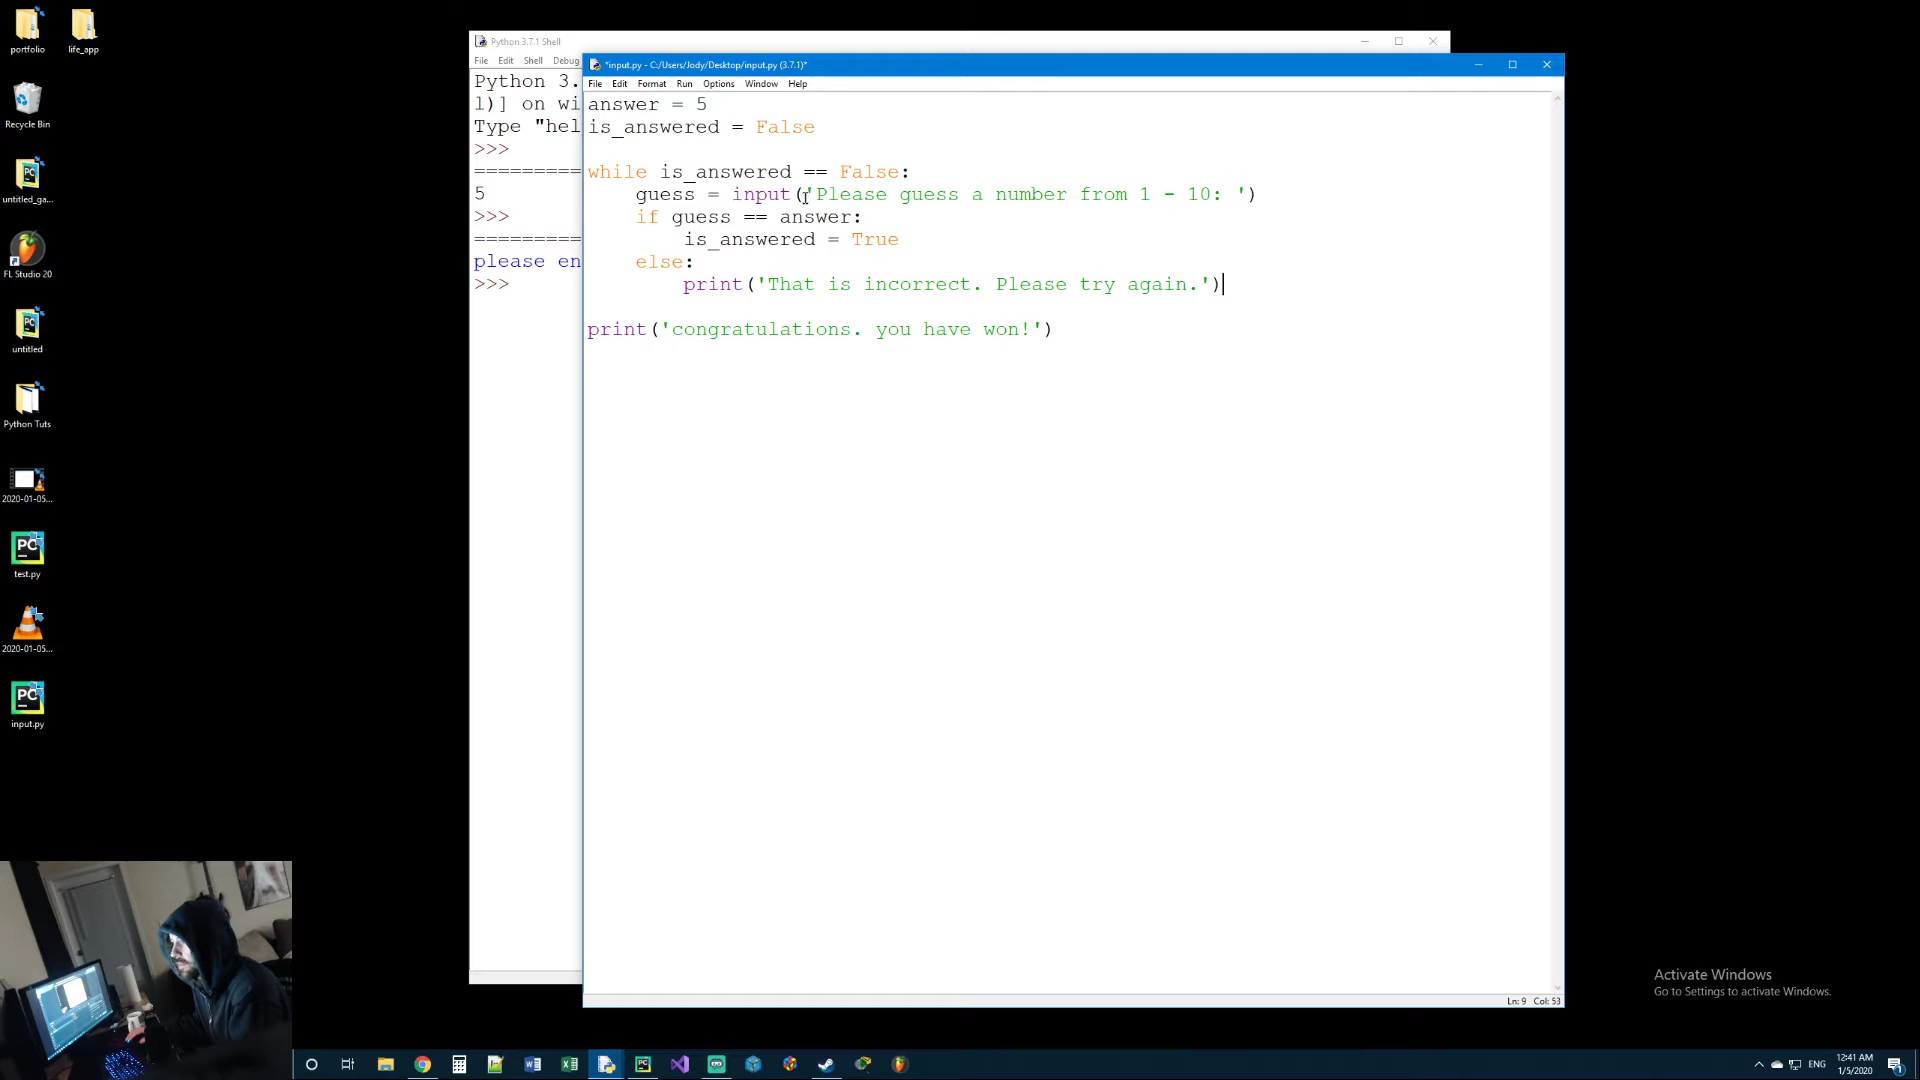 portfolio
life_app
Recycle Bin
untitled_ga...
FL Studio 20
untitled
Python Tuts
2020-01-05...
test.py
2020-01-05...
input.py
Python 3.7.1 Shell
File Edit Shell Debug
Python 3.
l)] on wi
Type "hel
>>>
==========
5
>>>
==========
please en
>>>
*input.py - C:/Users/Jody/Desktop/input.py (3.7.1)*
File Edit Format Run Options Window Help
answer = 5
is_answered = False
while is_answered == False:
guess = input('Please guess a number from 1 - 10: ')
if guess == answer:
is_answered = True
else:
print('That is incorrect. Please try again.')
print('congratulations. you have won!')
Ln: 9 Col: 53
Activate Windows
Go to Settings to activate Windows.
ENG
12:41 AM
1/5/2020